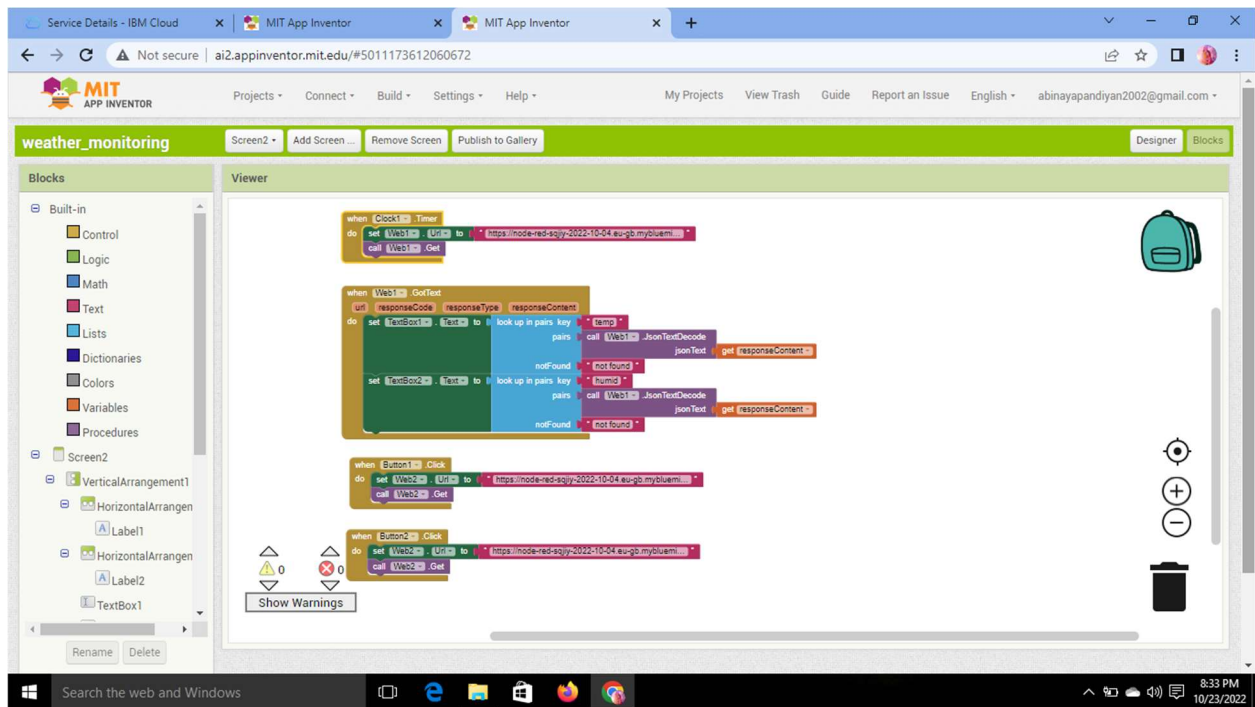 Service Details - IBM Cloud
MIT App Inventor
MIT App Inventor
Not secure | ai2.appinventor.mit.edu/#5011173612060672
MIT
APP INVENTOR
Projects
Connect
Build
Settings
Help
My Projects
View Trash
Guide
Report an Issue
English
abinayapandiyan2002@gmail.com
weather_monitoring
Screen2
Add Screen ...
Remove Screen
Publish to Gallery
Designer
Blocks
Blocks
Viewer
Built-in
Control
Logic
Math
Text
Lists
Dictionaries
Colors
Variables
Procedures
Screen2
VerticalArrangement1
HorizontalArrangen
Label1
HorizontalArrangen
Label2
TextBox1
Rename
Delete
when Clock1 .Timer
do set Web1 . Url to " https://node-red-sqjiy-2022-10-04.eu-gb.mybluemi... "
call Web1 .Get
when Web1 .GotText
url responseCode responseType responseContent
do set TextBox1 . Text to look up in pairs key " temp "
pairs call Web1 .JsonTextDecode
jsonText get responseContent
notFound " not found "
set TextBox2 . Text to look up in pairs key " humid "
pairs call Web1 .JsonTextDecode
jsonText get responseContent
notFound " not found "
when Button1 .Click
do set Web2 . Url to " https://node-red-sqjiy-2022-10-04.eu-gb.mybluemi... "
call Web2 .Get
when Button2 .Click
do set Web2 . Url to " https://node-red-sqjiy-2022-10-04.eu-gb.mybluemi... "
call Web2 .Get
0
0
Show Warnings
Search the web and Windows
8:33 PM
10/23/2022